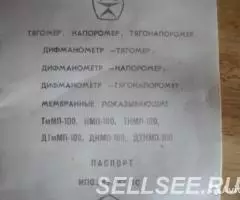 ТЯГОМЕР, НАПОРОМЕР, ТЯГОНАПОРОМЕР
ДИФМАНОМЕТР -ТЯГОМЕР,
ДИФМАНОМЕТР -НАПОРОМЕР,
ДИФМАНОМЕТР -ТЯГОНАПОРОМЕР
МЕМБРАННЫЕ ПОКАЗЫВАЮЩИЕ
ТмМП-100, НМП-100, ТНМП-100,
ДТмМП-100, ДНМП-100, ДТНМП-100
ПАСПОРТ
SELLSEE.RU